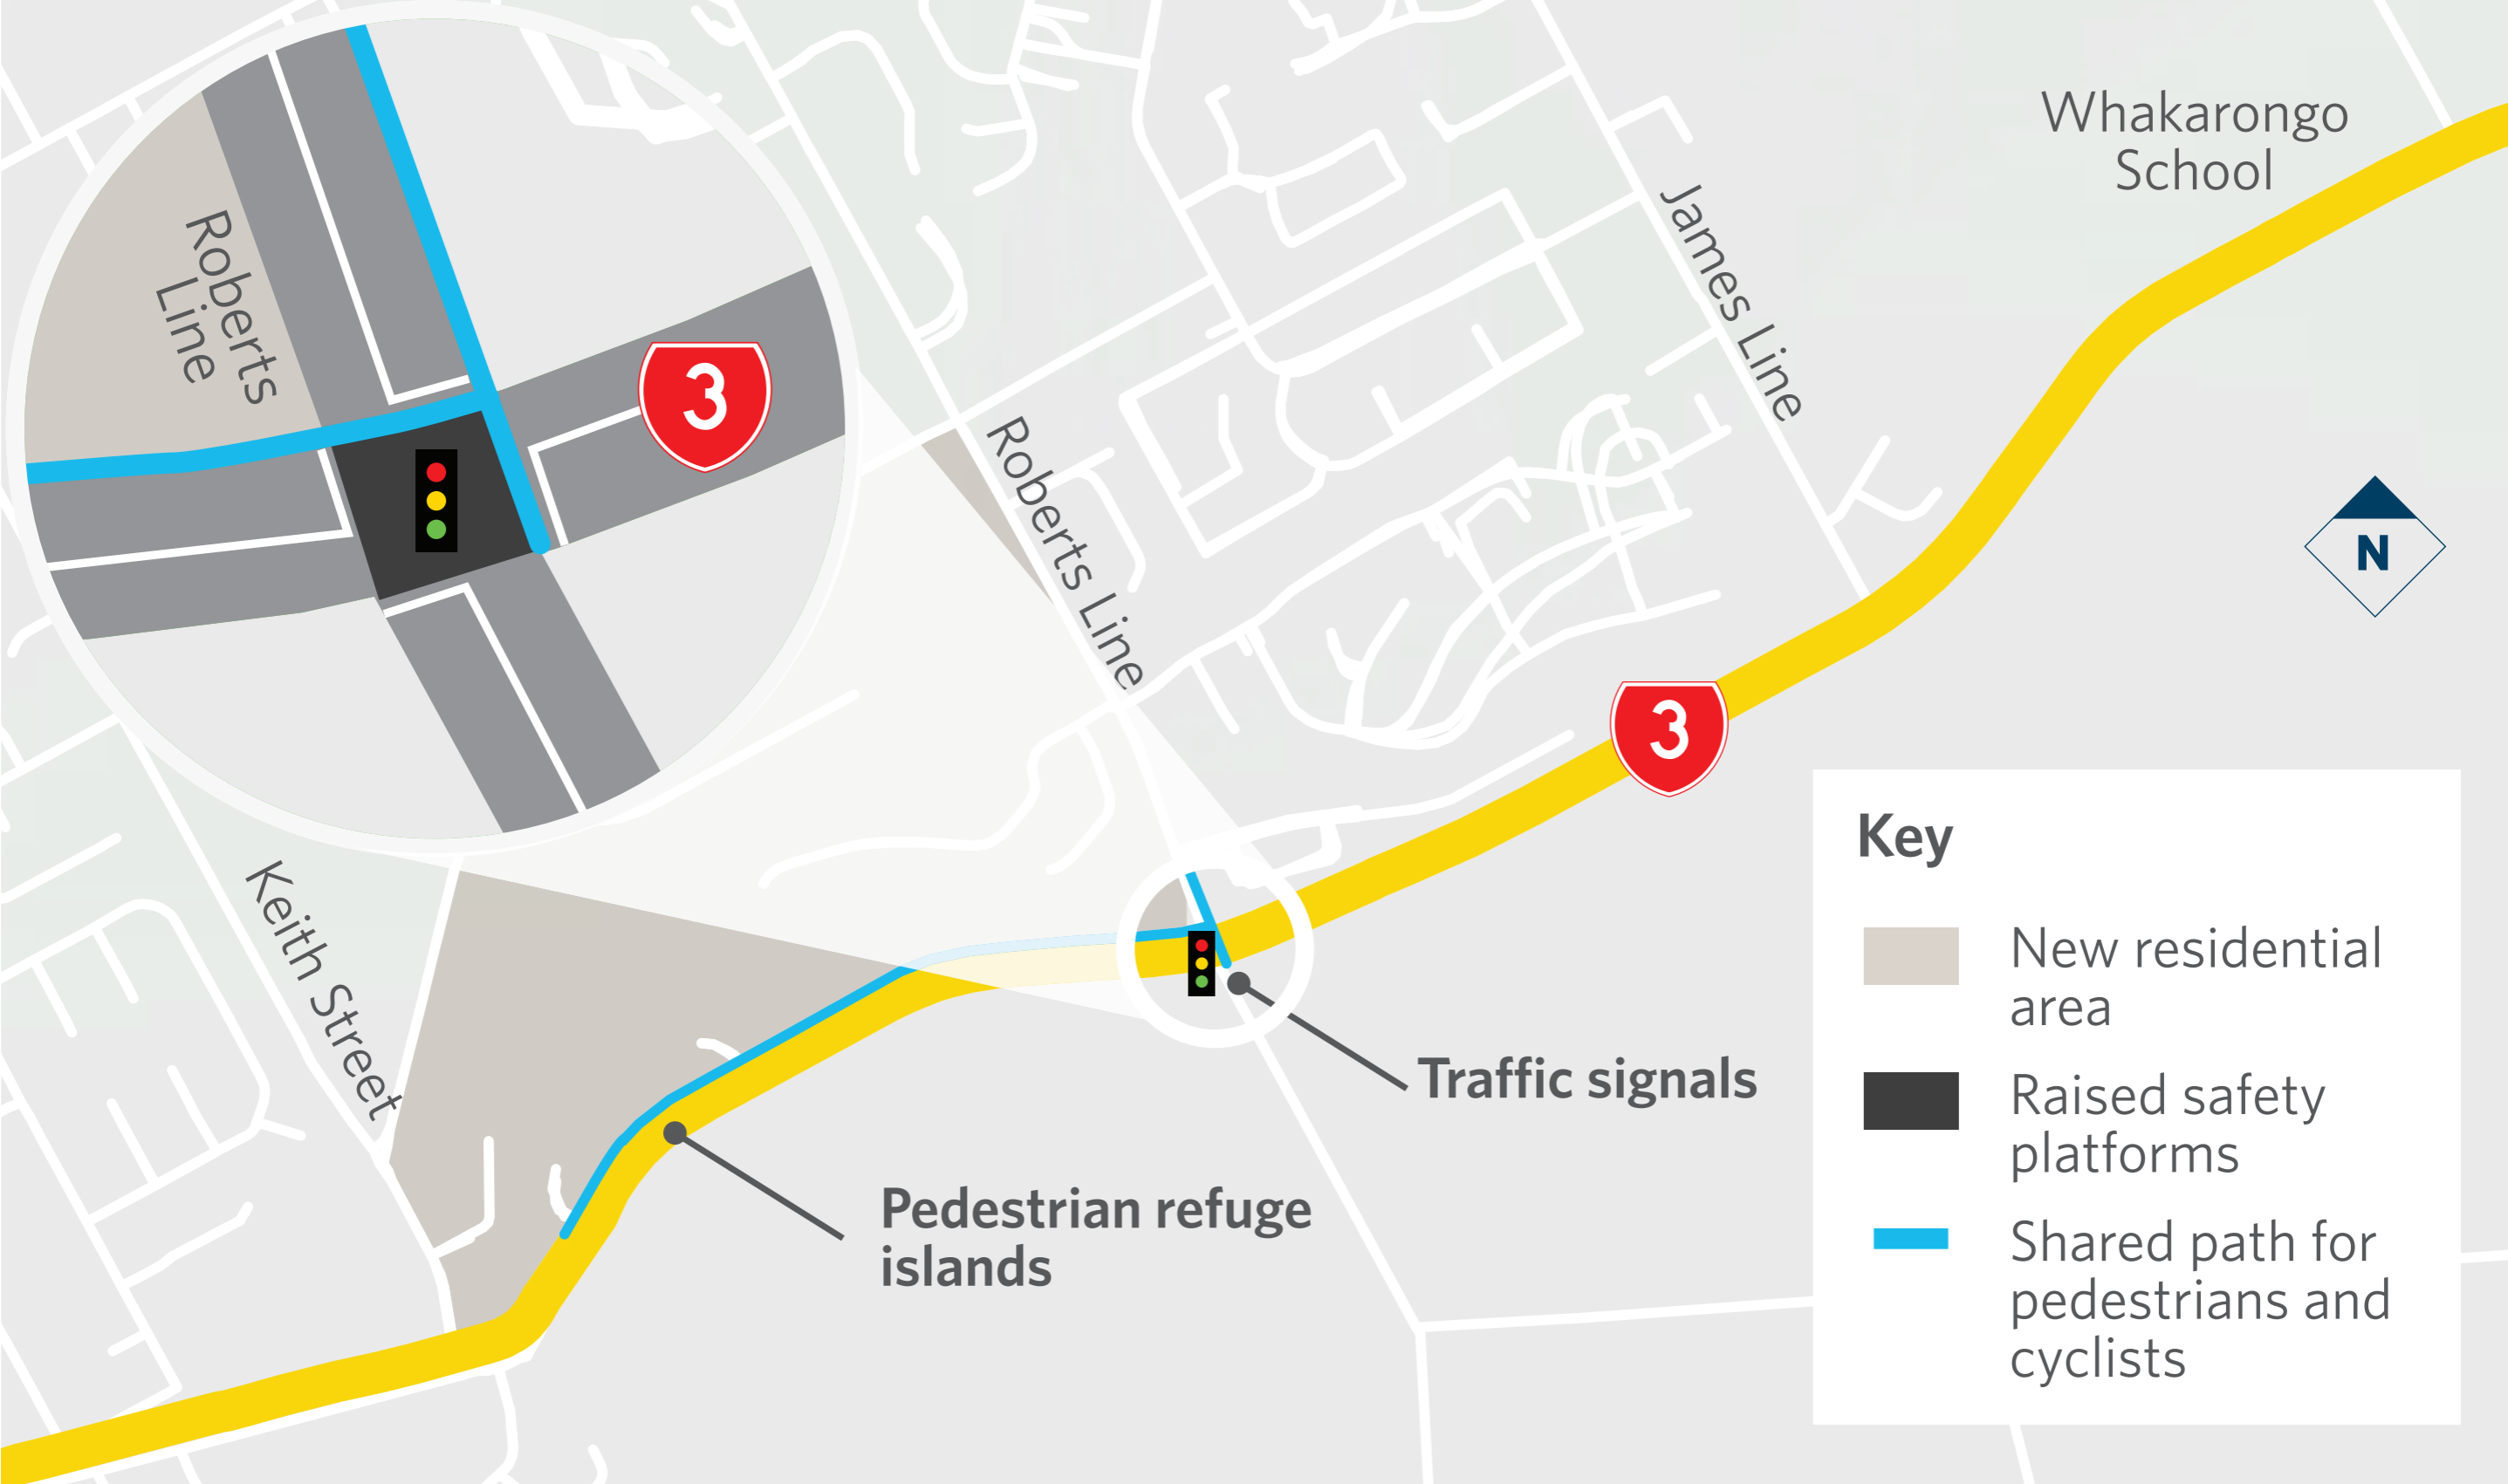 Whakarongo
School
James Line
Roberts
Line
3
Roberts Line
N
3
Keith Street
Traffic signals
Pedestrian refuge
islands
Key
New residential
area
Raised safety
platforms
Shared path for
pedestrians and
cyclists